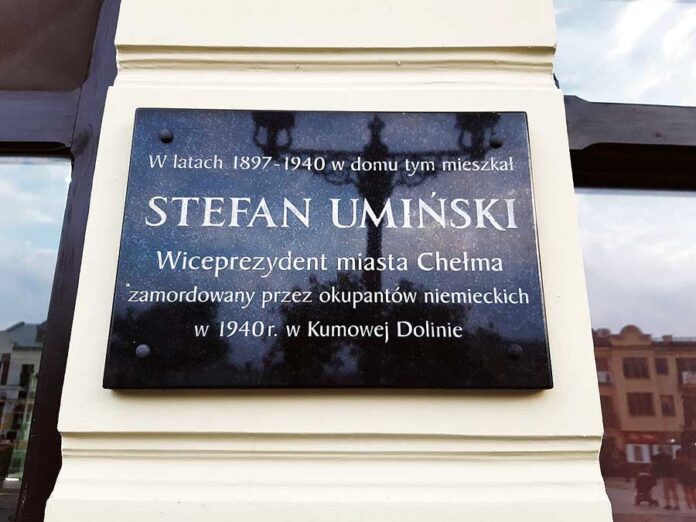 W latach 1897-1940 w domu tym mieszkał
STEFAN UMIŃSKI
Wiceprezydent miasta Chełma
zamordowany przez okupantów niemieckich
w 1940 r. w Kumowej Dolinie